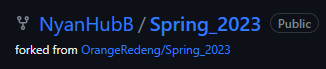 NyanHubB / Spring_2023 Public
forked from OrangeRedeng/Spring_2023